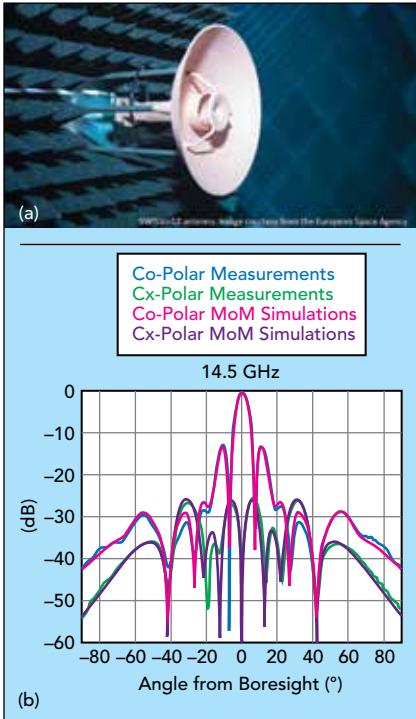 (a)
antenna. Image courtesy from the European Space Agency
Co-Polar Measurements
Cx-Polar Measurements
Co-Polar MoM Simulations
Cx-Polar MoM Simulations
14.5 GHz
0
–10
–20
–30
–40
–50
–60
(dB)
–80 –60 –40 –20 0 20 40 60 80
Angle from Boresight (°)
(b)